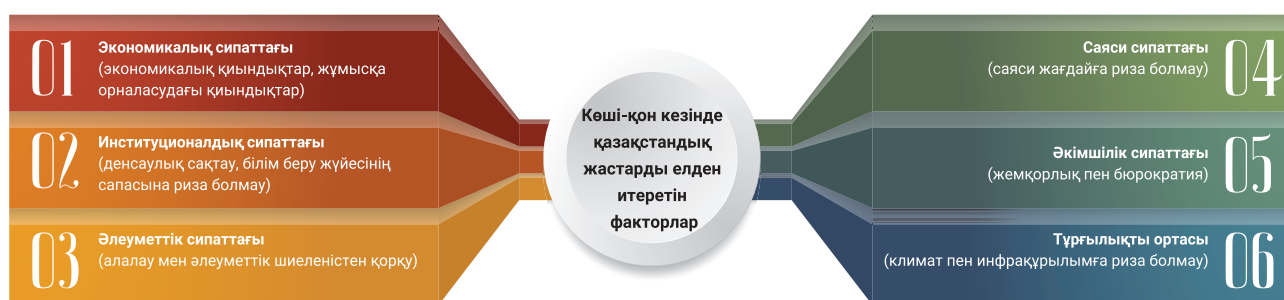 01
Экономикалық сипаттағы
(экономикалық қиындықтар, жұмысқа
орналасудағы қиындықтар)
02
Институционалдық сипаттағы
(денсаулық сақтау, білім беру жүйесінің
сапасына риза болмау)
03
Әлеуметтік сипаттағы
(алалау мен әлеуметтік шиеленістен қорқу)
Көші-қон кезінде
қазақстандық
жастарды елден
итеретін
факторлар
04
Саяси сипаттағы
(саяси жағдайға риза болмау)
05
Әкімшілік сипаттағы
(жемқорлық пен бюрократия)
06
Тұрғылықты ортасы
(климат пен инфрақұрылымға риза болмау)